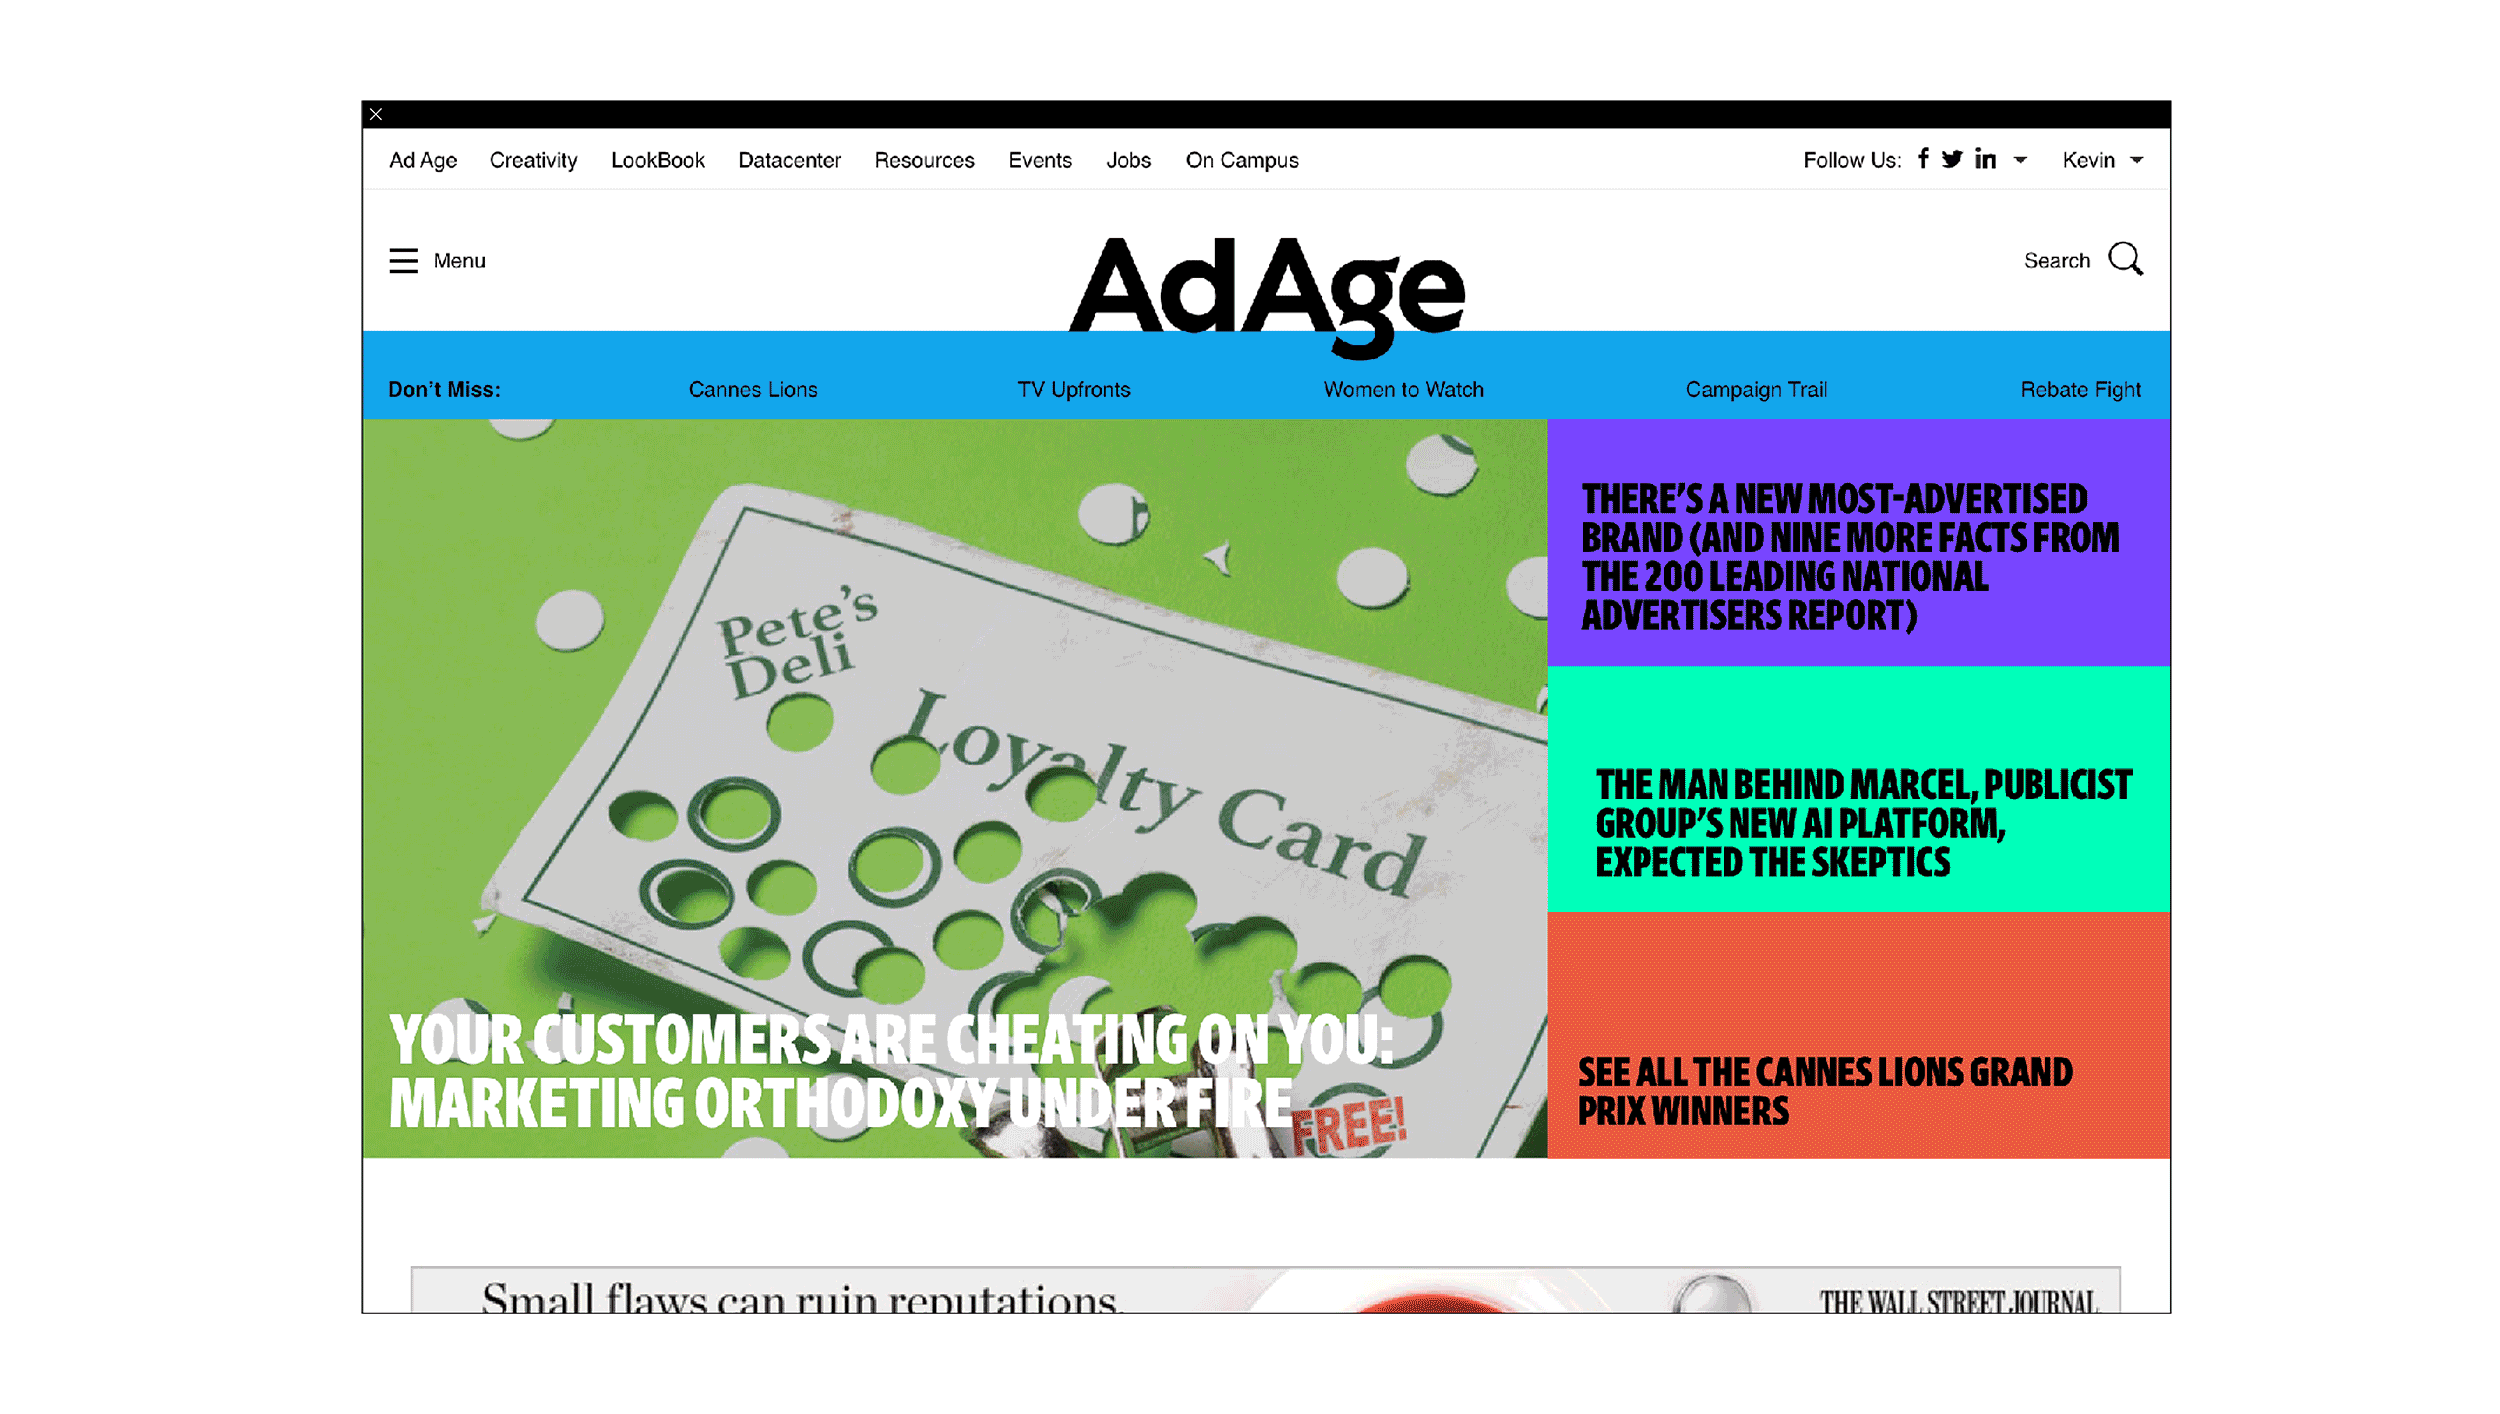 Ad Age Creativity LookBook Datacenter Resources Events Jobs On Campus Follow Us: Kevin
Menu
AdAge
Search
Don't Miss: Cannes Lions TV Upfronts Women to Watch Campaign Trail Rebate Fight
Pete's
Deli
Loyalty Card
FREE!
YOUR CUSTOMERS ARE CHEATING ON YOU:
MARKETING ORTHODOXY UNDER FIRE
THERE'S A NEW MOST-ADVERTISED
BRAND (AND NINE MORE FACTS FROM
THE 200 LEADING NATIONAL
ADVERTISERS REPORT)
THE MAN BEHIND MARCEL, PUBLICIST
GROUP'S NEW AI PLATFORM,
EXPECTED THE SKEPTICS
SEE ALL THE CANNES LIONS GRAND
PRIX WINNERS
Small flaws can ruin reputations.
THE WALL STREET JOURNAL